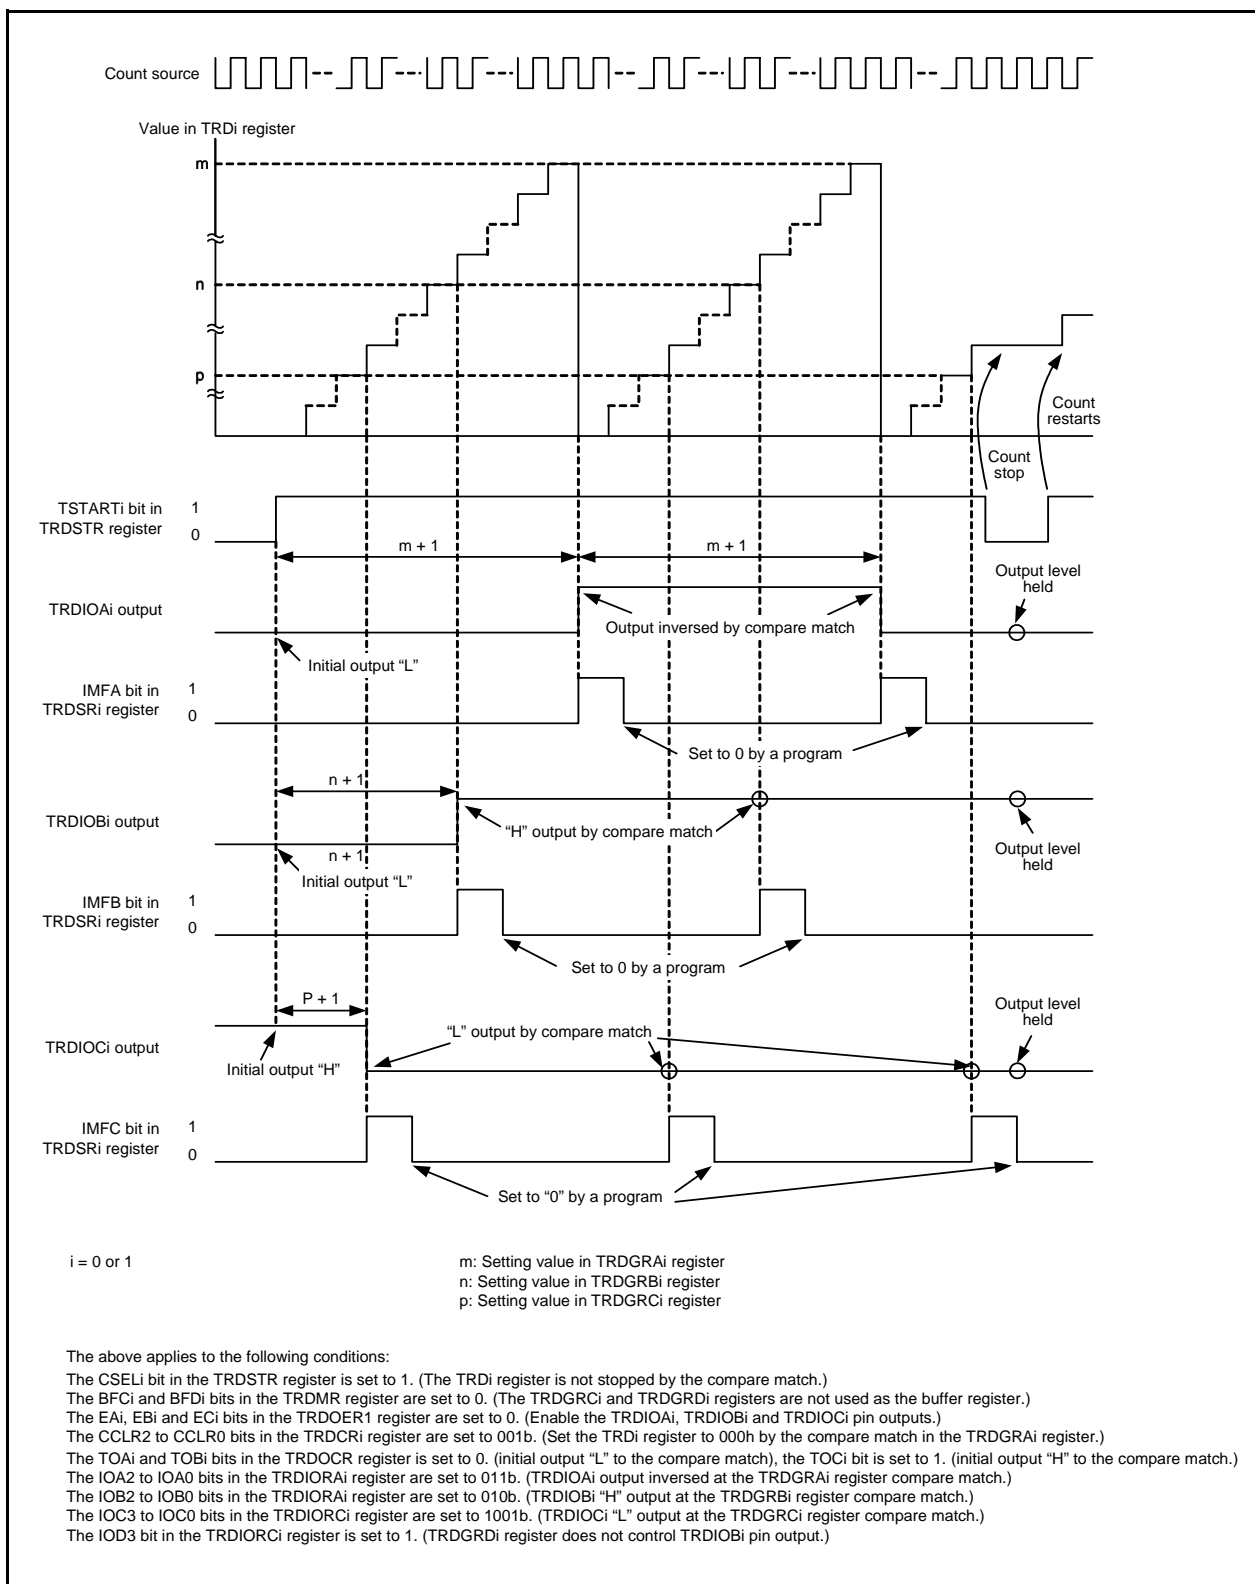 Count source
Value in TRDi register
m
n
p
Count restarts
Count stop
TSTARTi bit in TRDSTR register
1
0
m + 1
m + 1
Output level held
TRDIOAi output
Output inversed by compare match
Initial output “L”
IMFA bit in TRDSRi register
1
0
Set to 0 by a program
n + 1
TRDIOBi output
“H” output by compare match
n + 1
Output level held
Initial output “L”
IMFB bit in TRDSRi register
1
0
Set to 0 by a program
P + 1
Output level held
“L” output by compare match
TRDIOCi output
Initial output “H”
IMFC bit in TRDSRi register
1
0
Set to “0” by a program
i = 0 or 1
m: Setting value in TRDGRAi register
n: Setting value in TRDGRBi register
p: Setting value in TRDGRCi register
The above applies to the following conditions:
The CSELi bit in the TRDSTR register is set to 1. (The TRDi register is not stopped by the compare match.)
The BFCi and BFDi bits in the TRDMR register are set to 0. (The TRDGRCi and TRDGRDi registers are not used as the buffer register.)
The EAi, EBi and ECi bits in the TRDOER1 register are set to 0. (Enable the TRDIOAi, TRDIOBi and TRDIOCi pin outputs.)
The CCLR2 to CCLR0 bits in the TRDCRi register are set to 001b. (Set the TRDi register to 000h by the compare match in the TRDGRAi register.)
The TOAi and TOBi bits in the TRDOCR register is set to 0. (initial output “L” to the compare match), the TOCi bit is set to 1. (initial output “H” to the compare match.)
The IOA2 to IOA0 bits in the TRDIORAi register are set to 011b. (TRDIOAi output inversed at the TRDGRAi register compare match.)
The IOB2 to IOB0 bits in the TRDIORAi register are set to 010b. (TRDIOBi “H” output at the TRDGRBi register compare match.)
The IOC3 to IOC0 bits in the TRDIORCi register are set to 1001b. (TRDIOCi “L” output at the TRDGRCi register compare match.)
The IOD3 bit in the TRDIORCi register is set to 1. (TRDGRDi register does not control TRDIOBi pin output.)